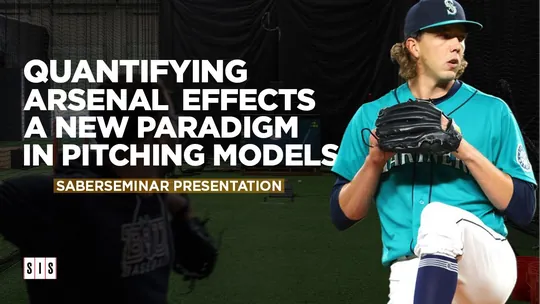 QUANTIFYING
ARSENAL EFFECTS
A NEW PARADIGM
IN PITCHING MODELS
SABERSEMINAR PRESENTATION
SIS
S